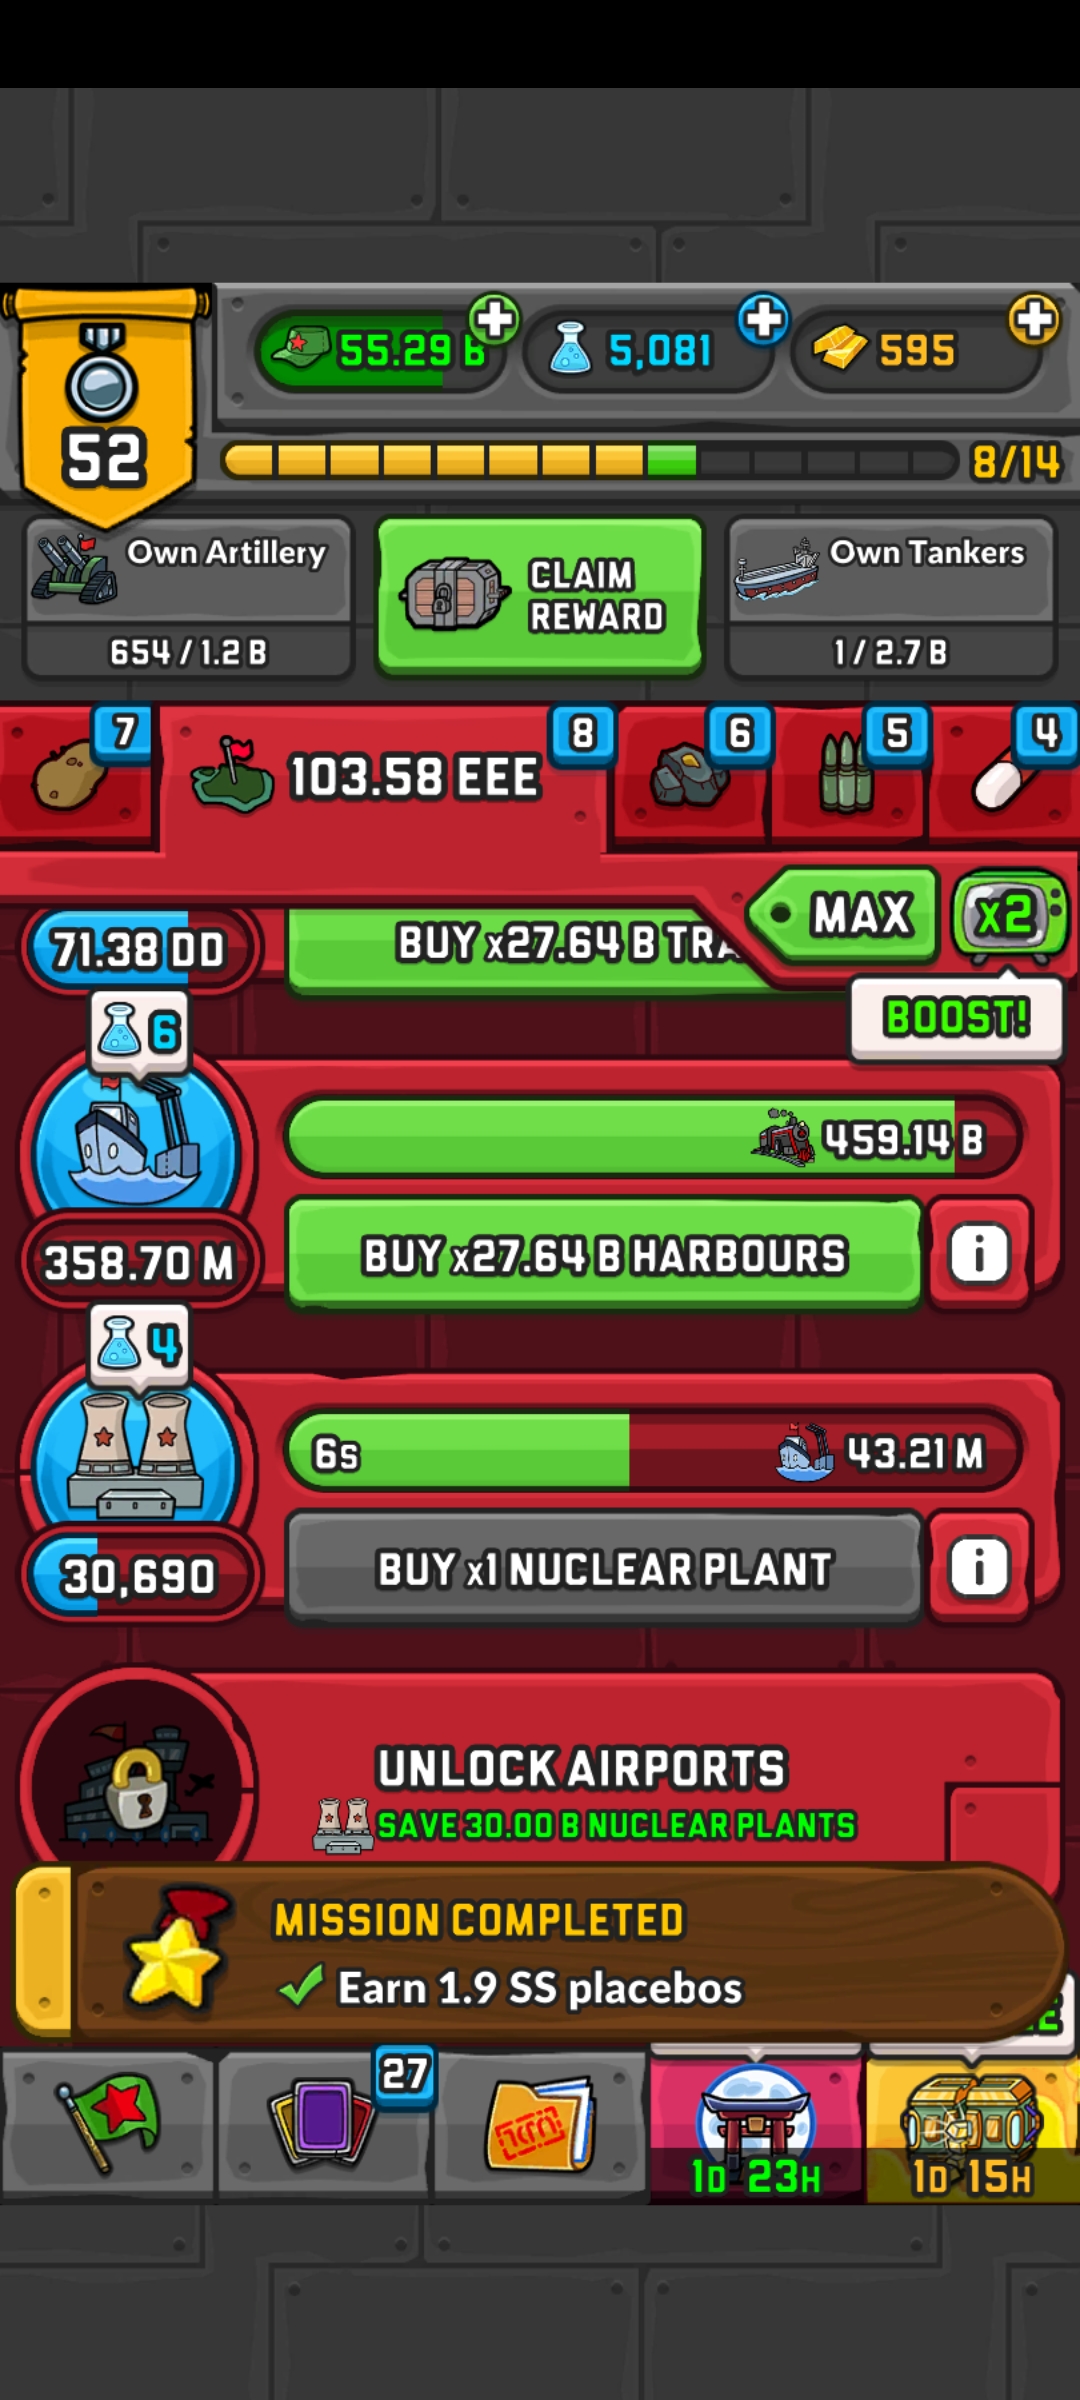 55.29 B
5,081
595
52
8/14
Own Artillery
654 / 1.2 B
CLAIM
REWARD
Own Tankers
1 / 2.7 B
7
103.58 EEE
8
6
5
4
MAX
x2
BOOST!
71.38 DD
BUY x27.64 B
6
459.14 B
358.70 M
BUY x27.64 B HARBOURS
i
4
6s
43.21 M
30,690
BUY x1 NUCLEAR PLANT
i
UNLOCK AIRPORTS
SAVE 30.00 B NUCLEAR PLANTS
MISSION COMPLETED
Earn 1.9 SS placebos
27
1D 23H
1D 15H